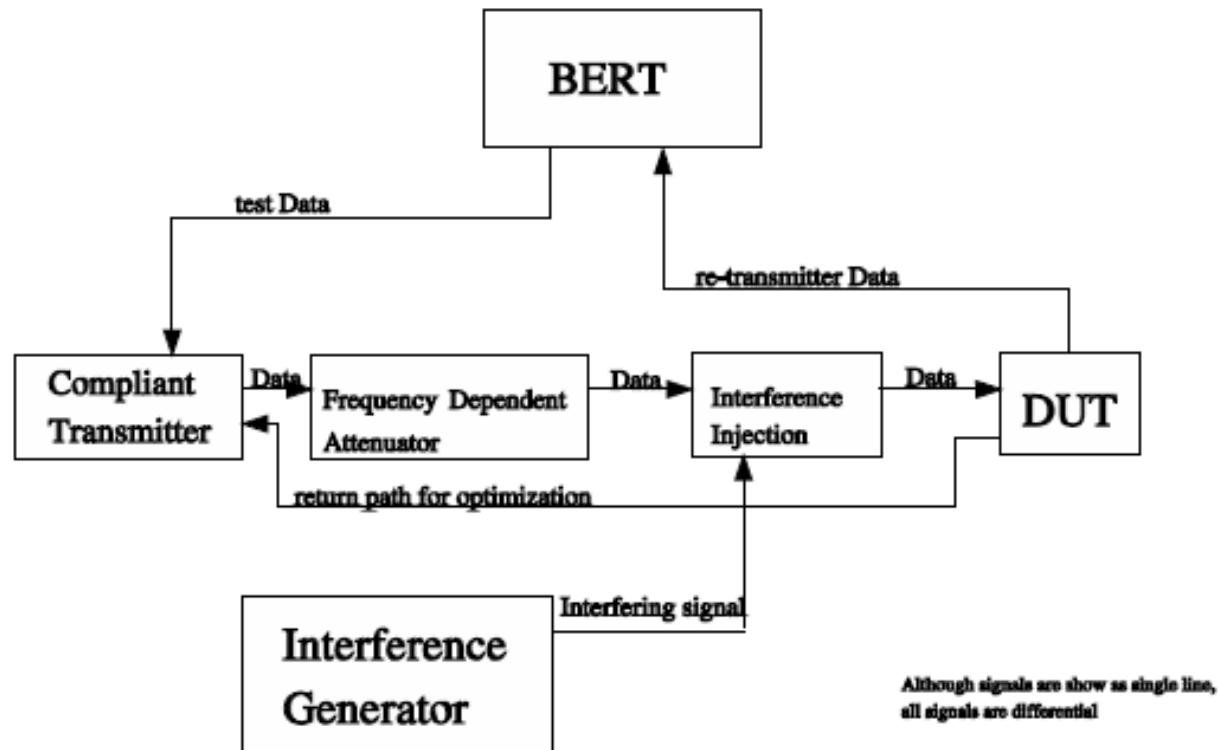 BERT
test Data
re-transmitter Data
Compliant
Transmitter
Data
Frequency Dependent
Attenuator
Data
Interference
Injection
Data
DUT
return path for optimization
Interfering signal
Interference
Generator
Although signals are show as single line,
all signals are differential